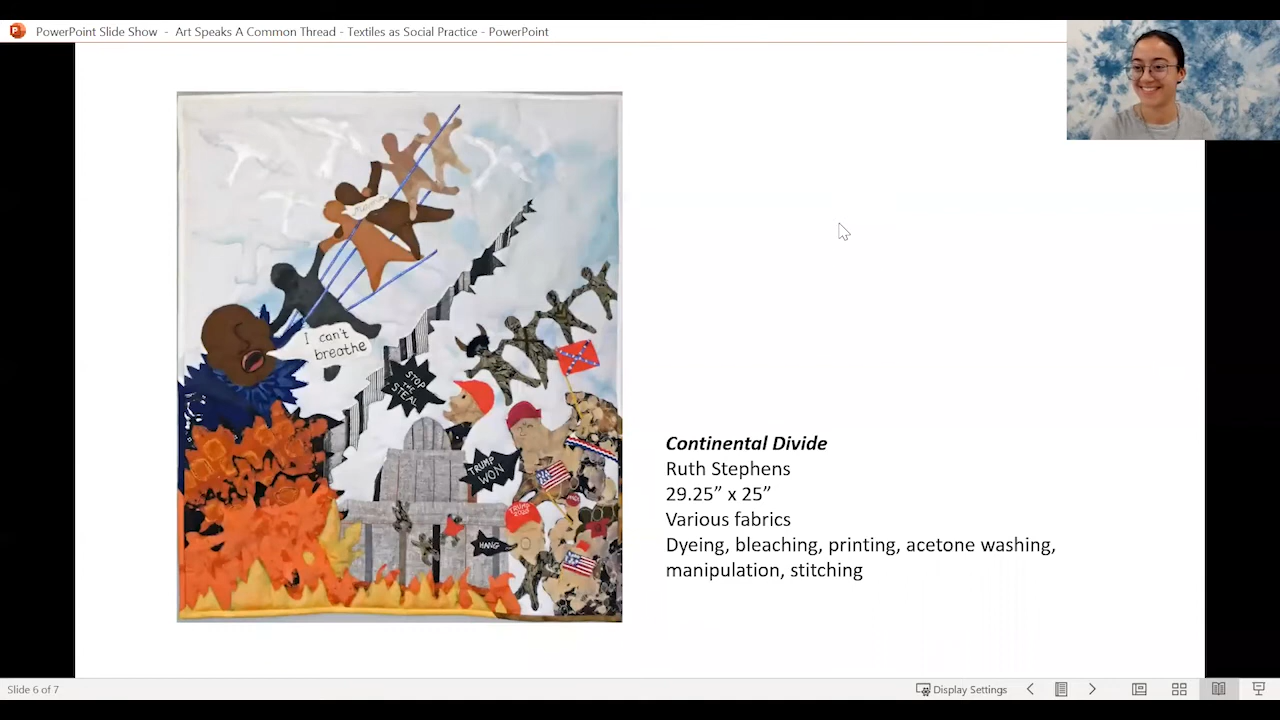 PowerPoint Slide Show - Art Speaks A Common Thread - Textiles as Social Practice - PowerPoint
I can't
breathe
STOP
THE
STEAL
TRUMP
WON
TRUMP
2020
HANG
Continental Divide
Ruth Stephens
29.25” x 25”
Various fabrics
Dyeing, bleaching, printing, acetone washing,
manipulation, stitching
Slide 6 of 7
Display Settings